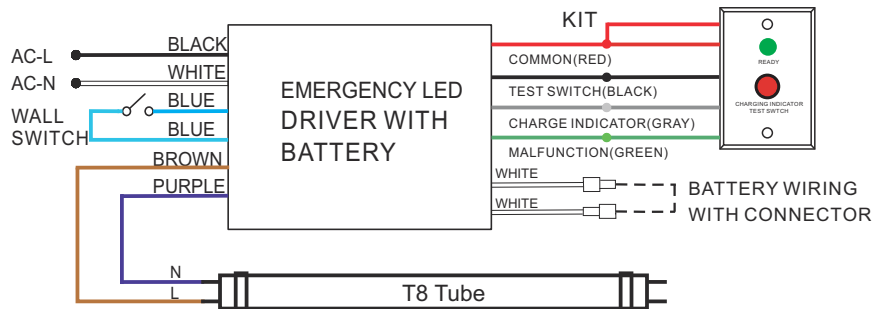 KIT
BLACK
AC-L
WHITE
AC-N
BLUE
WALL
SWITCH
BLUE
BROWN
PURPLE
EMERGENCY LED
DRIVER WITH
BATTERY
COMMON(RED)
TEST SWITCH(BLACK)
CHARGE INDICATOR(GRAY)
MALFUNCTION(GREEN)
READY
CHARGING INDICATOR
TEST SWTCH
WHITE
WHITE
BATTERY WIRING
WITH CONNECTOR
N
L
T8 Tube